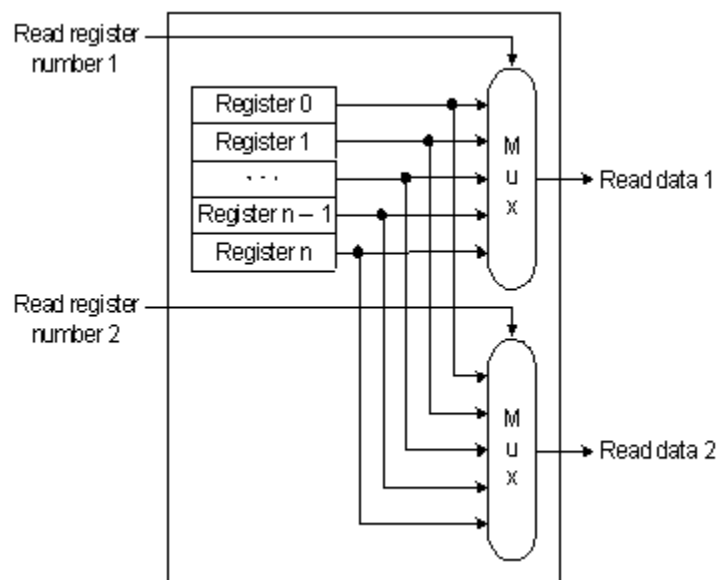 Read register
number 1
Register 0
Register 1
· · ·
Register n – 1
Register n
M
u
x
Read data 1
Read register
number 2
M
u
x
Read data 2